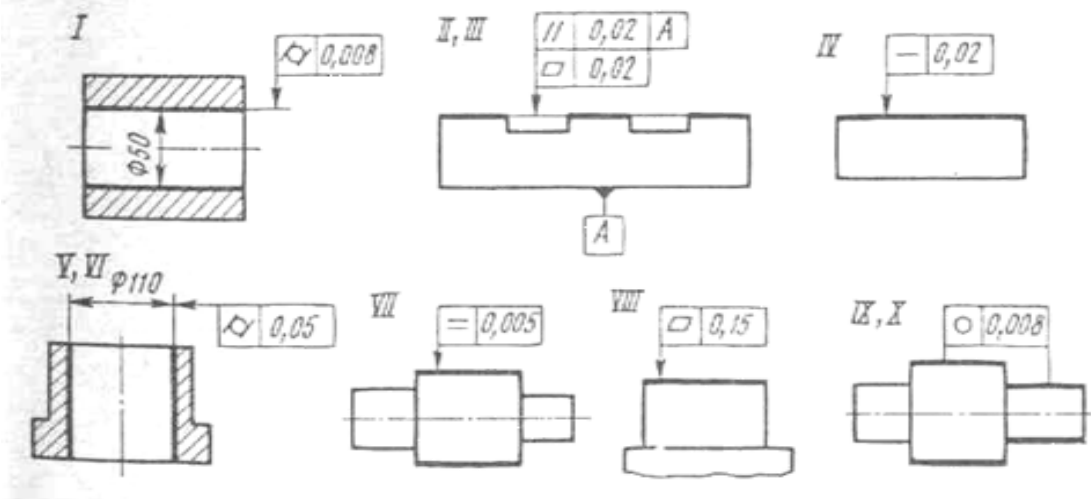 I
⌭ 0,008
Ф50
II, III
// 0,02 A
⏥ 0,02
A
IV
— 0,02
V, VI
φ110
⌭ 0,05
VII
= 0,005
VIII
⏥ 0,15
IX, X
○ 0,008